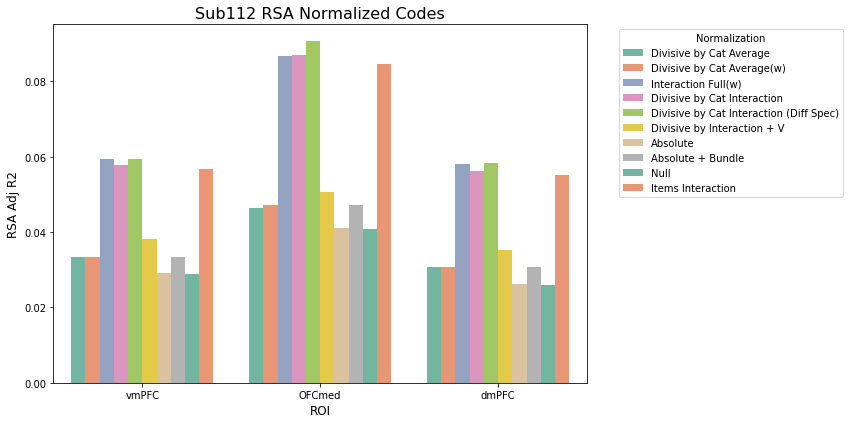 Sub112 RSA Normalized Codes
RSA Adj R2
0.08
0.06
0.04
0.02
0.00
vmPFC
OFCmed
dmPFC
ROI
Normalization
Divisive by Cat Average
Divisive by Cat Average(w)
Interaction Full(w)
Divisive by Cat Interaction
Divisive by Cat Interaction (Diff Spec)
Divisive by Interaction + V
Absolute
Absolute + Bundle
Null
Items Interaction